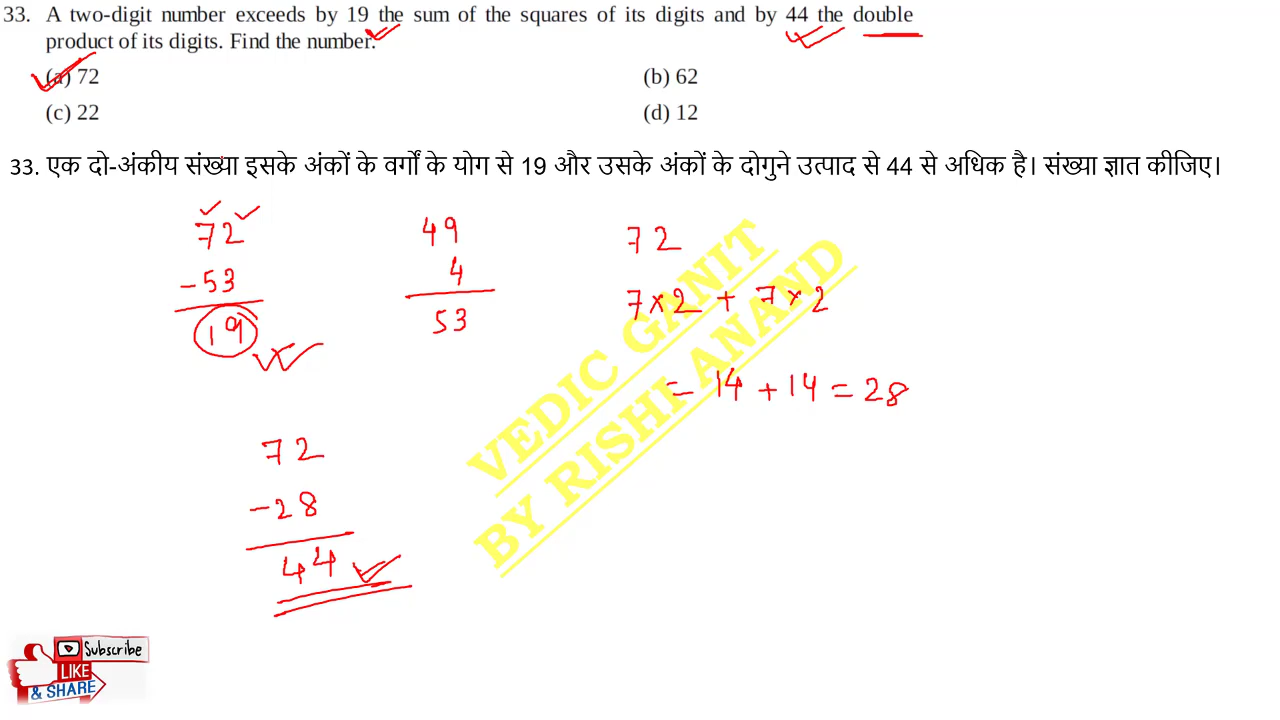 33. A two-digit number exceeds by 19 the sum of the squares of its digits and by 44 the double
product of its digits. Find the number.
(a) 72
(b) 62
(c) 22
(d) 12
33. एक दो-अंकीय संख्या इसके अंकों के वर्गों के योग से 19 और उसके अंकों के दोगुने उत्पाद से 44 से अधिक है। संख्या ज्ञात कीजिए।
72
-53
19
49
4
53
72
7×2 + 7×2
= 14 + 14 = 28
72
-28
44
VEDIC GANIT
BY RISHI ANAND
Subscribe
LIKE
& SHARE